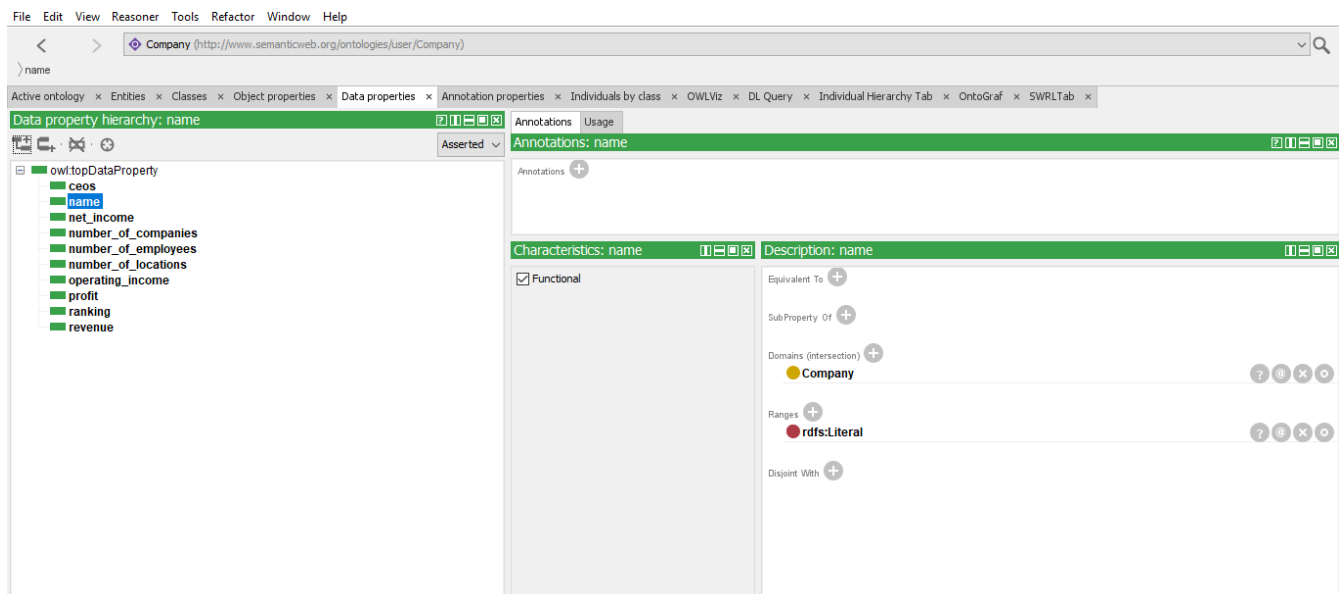 File Edit View Reasoner Tools Refactor Window Help
< > Company (http://www.semanticweb.org/ontologies/user/Company)
name
Active ontology × Entities × Classes × Object properties × Data properties × Annotation properties × Individuals by class × OWLViz × DL Query × Individual Hierarchy Tab × OntoGraf × SWRLTab ×
Data property hierarchy: name
Asserted
owl:topDataProperty
ceos
name
net_income
number_of_companies
number_of_employees
number_of_locations
operating_income
profit
ranking
revenue
Annotations Usage
Annotations: name
Annotations
Characteristics: name
Functional
Description: name
Equivalent To
SubProperty Of
Domains (intersection)
Company
Ranges
rdfs:Literal
Disjoint With